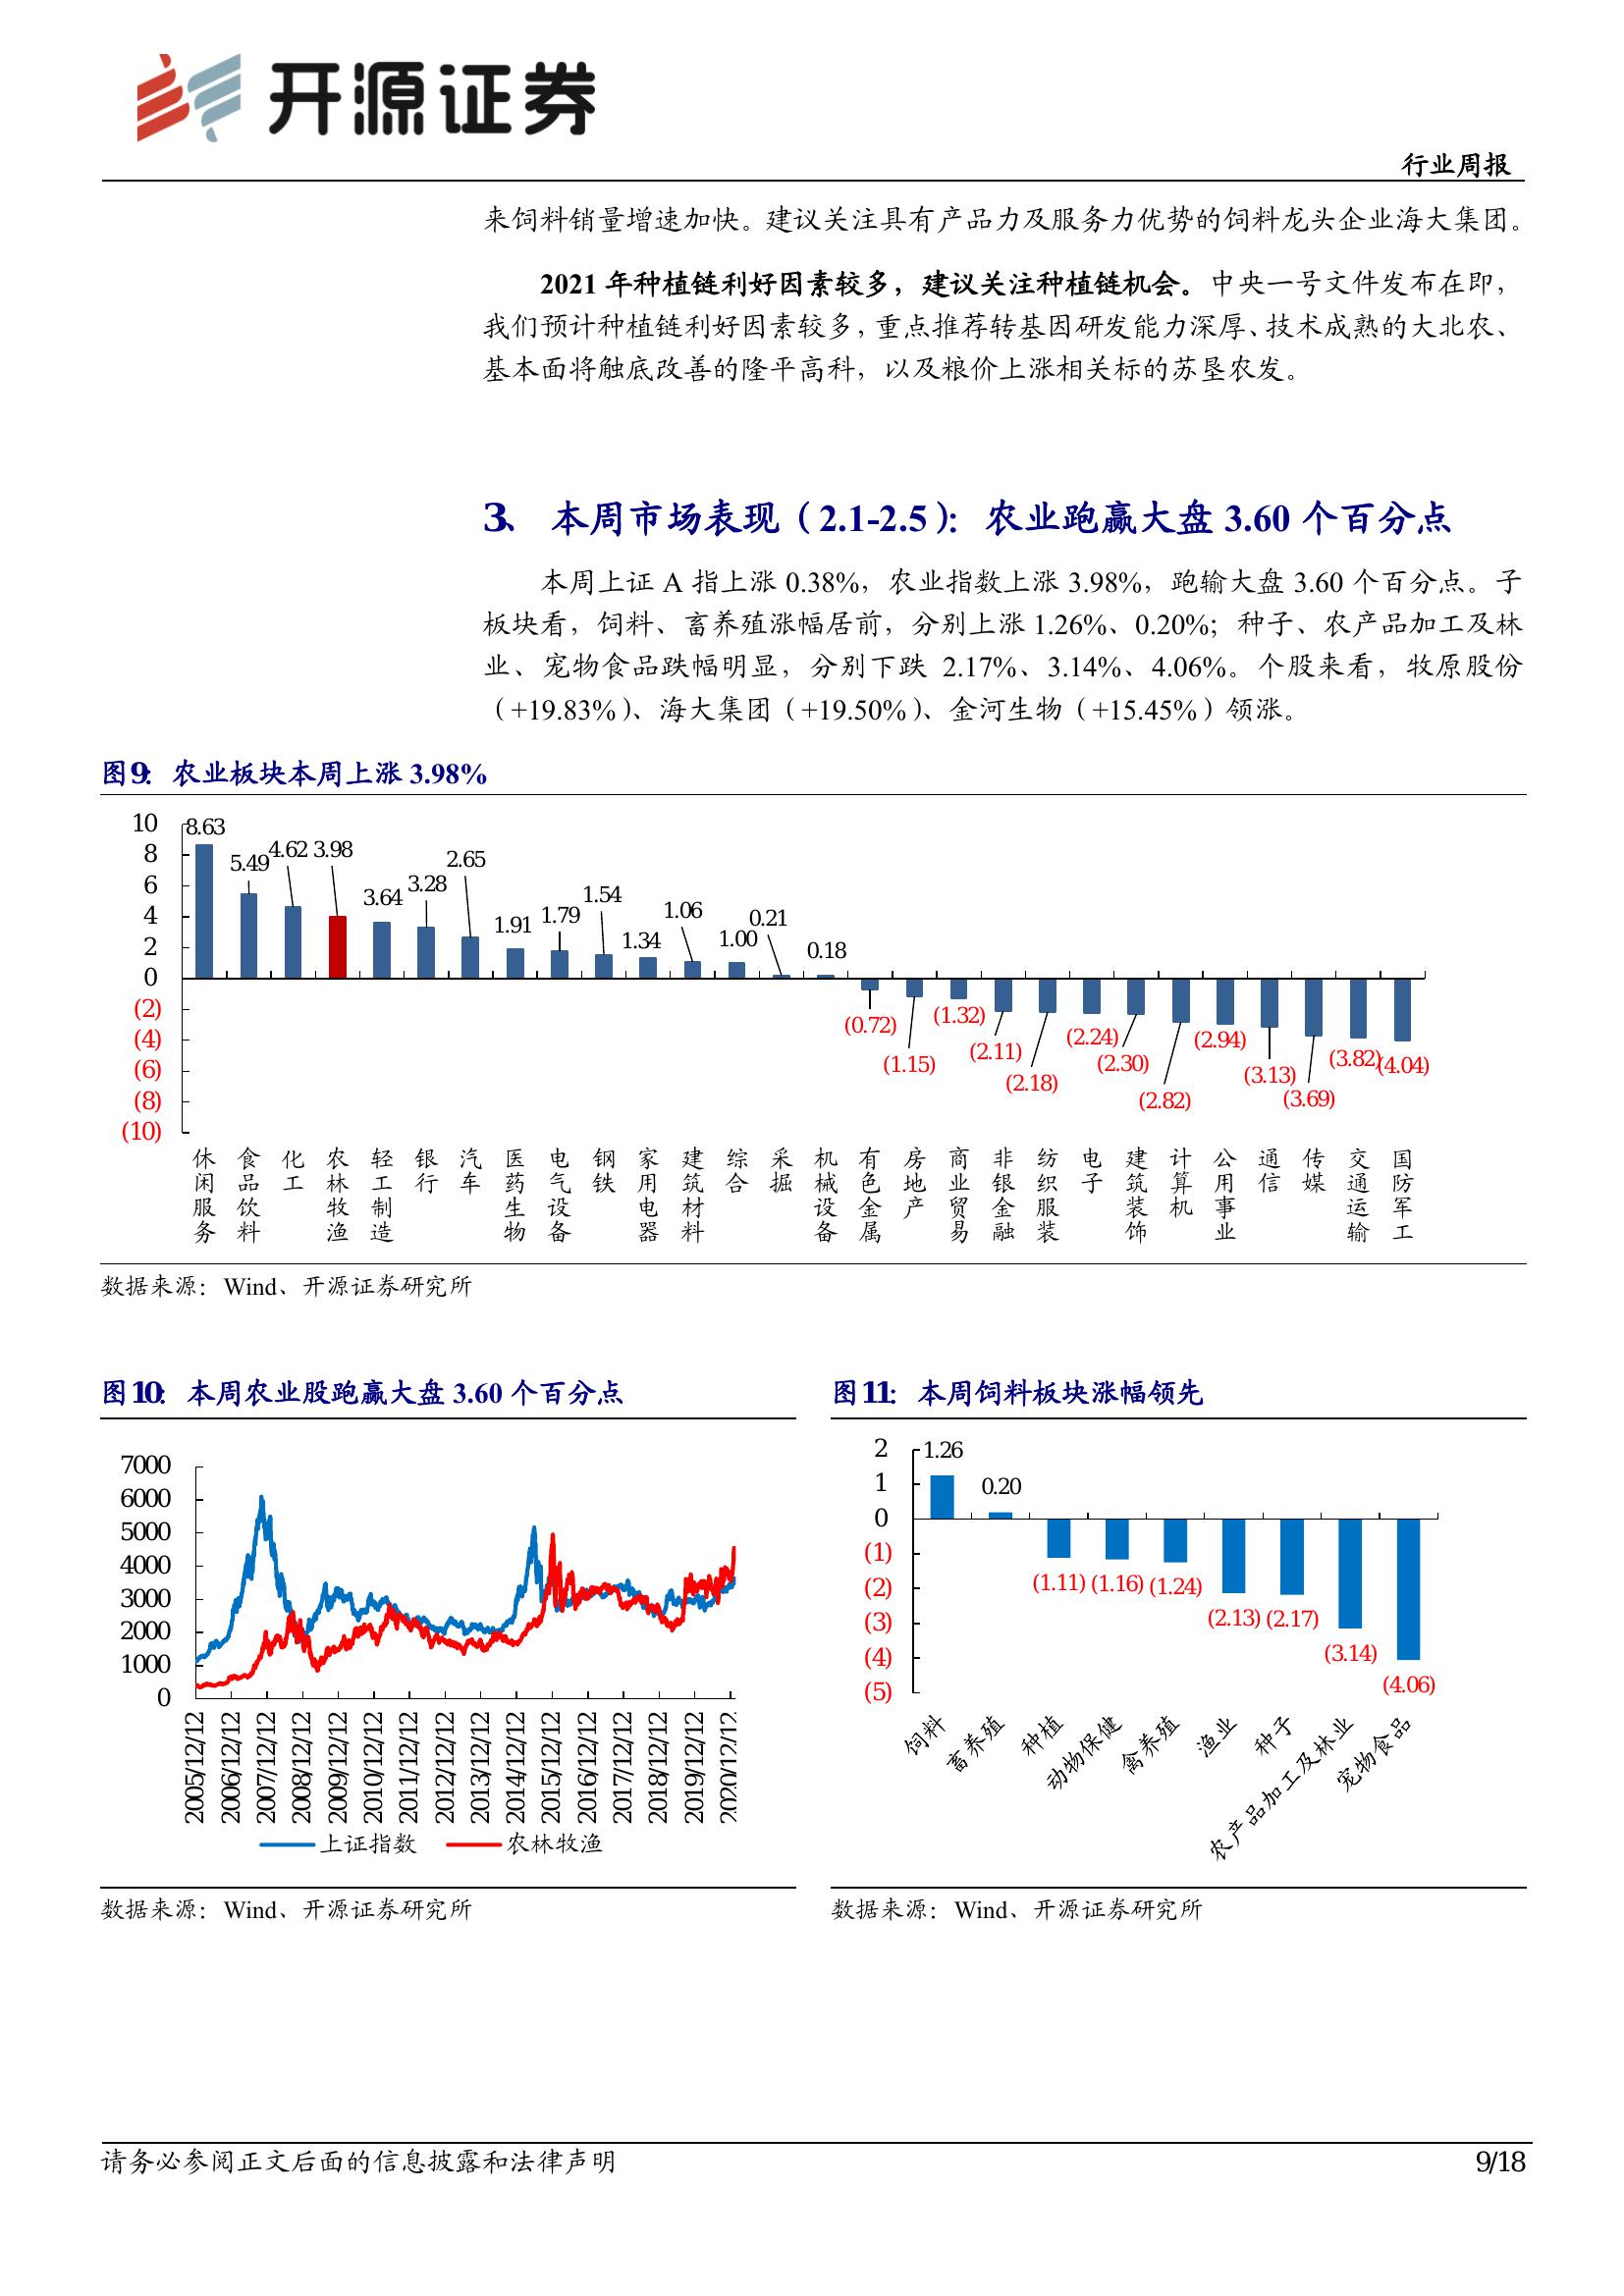 开源证券
行业周报
来饲料销量增速加快。建议关注具有产品力及服务力优势的饲料龙头企业海大集团。
2021 年种植链利好因素较多，建议关注种植链机会。中央一号文件发布在即，
我们预计种植链利好因素较多，重点推荐转基因研发能力深厚、技术成熟的大北农、
基本面将触底改善的隆平高科，以及粮价上涨相关标的苏垦农发。
3、 本周市场表现（2.1-2.5）：农业跑赢大盘 3.60 个百分点
本周上证 A 指上涨 0.38%，农业指数上涨 3.98%，跑输大盘 3.60 个百分点。子
板块看，饲料、畜养殖涨幅居前，分别上涨 1.26%、0.20%；种子、农产品加工及林
业、宠物食品跌幅明显，分别下跌 2.17%、3.14%、4.06%。个股来看，牧原股份
（+19.83%）、海大集团（+19.50%）、金河生物（+15.45%）领涨。
图9： 农业板块本周上涨 3.98%
10
8
6
4
2
0
(2)
(4)
(6)
(8)
(10)
8.63
5.49
4.62
3.98
3.64
3.28
2.65
1.91
1.79
1.54
1.34
1.06
1.00
0.21
0.18
(0.72)
(1.15)
(1.32)
(2.11)
(2.18)
(2.24)
(2.30)
(2.82)
(2.94)
(3.13)
(3.69)
(3.82)
(4.04)
休闲服务
食品饮料
化工
农林牧渔
轻工制造
银行
汽车
医药生物
电气设备
钢铁
家用电器
建筑材料
综合
采掘
机械设备
有色金属
房地产
商业贸易
非银金融
纺织服装
电子
建筑装饰
计算机
公用事业
通信
传媒
交通运输
国防军工
数据来源：Wind、开源证券研究所
图10： 本周农业股跑赢大盘 3.60 个百分点
7000
6000
5000
4000
3000
2000
1000
0
2005/12/12
2006/12/12
2007/12/12
2008/12/12
2009/12/12
2010/12/12
2011/12/12
2012/12/12
2013/12/12
2014/12/12
2015/12/12
2016/12/12
2017/12/12
2018/12/12
2019/12/12
2020/12/12
上证指数
农林牧渔
数据来源：Wind、开源证券研究所
图11： 本周饲料板块涨幅领先
2
1
0
(1)
(2)
(3)
(4)
(5)
1.26
0.20
(1.11)
(1.16)
(1.24)
(2.13)
(2.17)
(3.14)
(4.06)
饲料
畜养殖
种植
动物保健
禽养殖
渔业
种子
农产品加工及林业
宠物食品
数据来源：Wind、开源证券研究所
请务必参阅正文后面的信息披露和法律声明
9/18